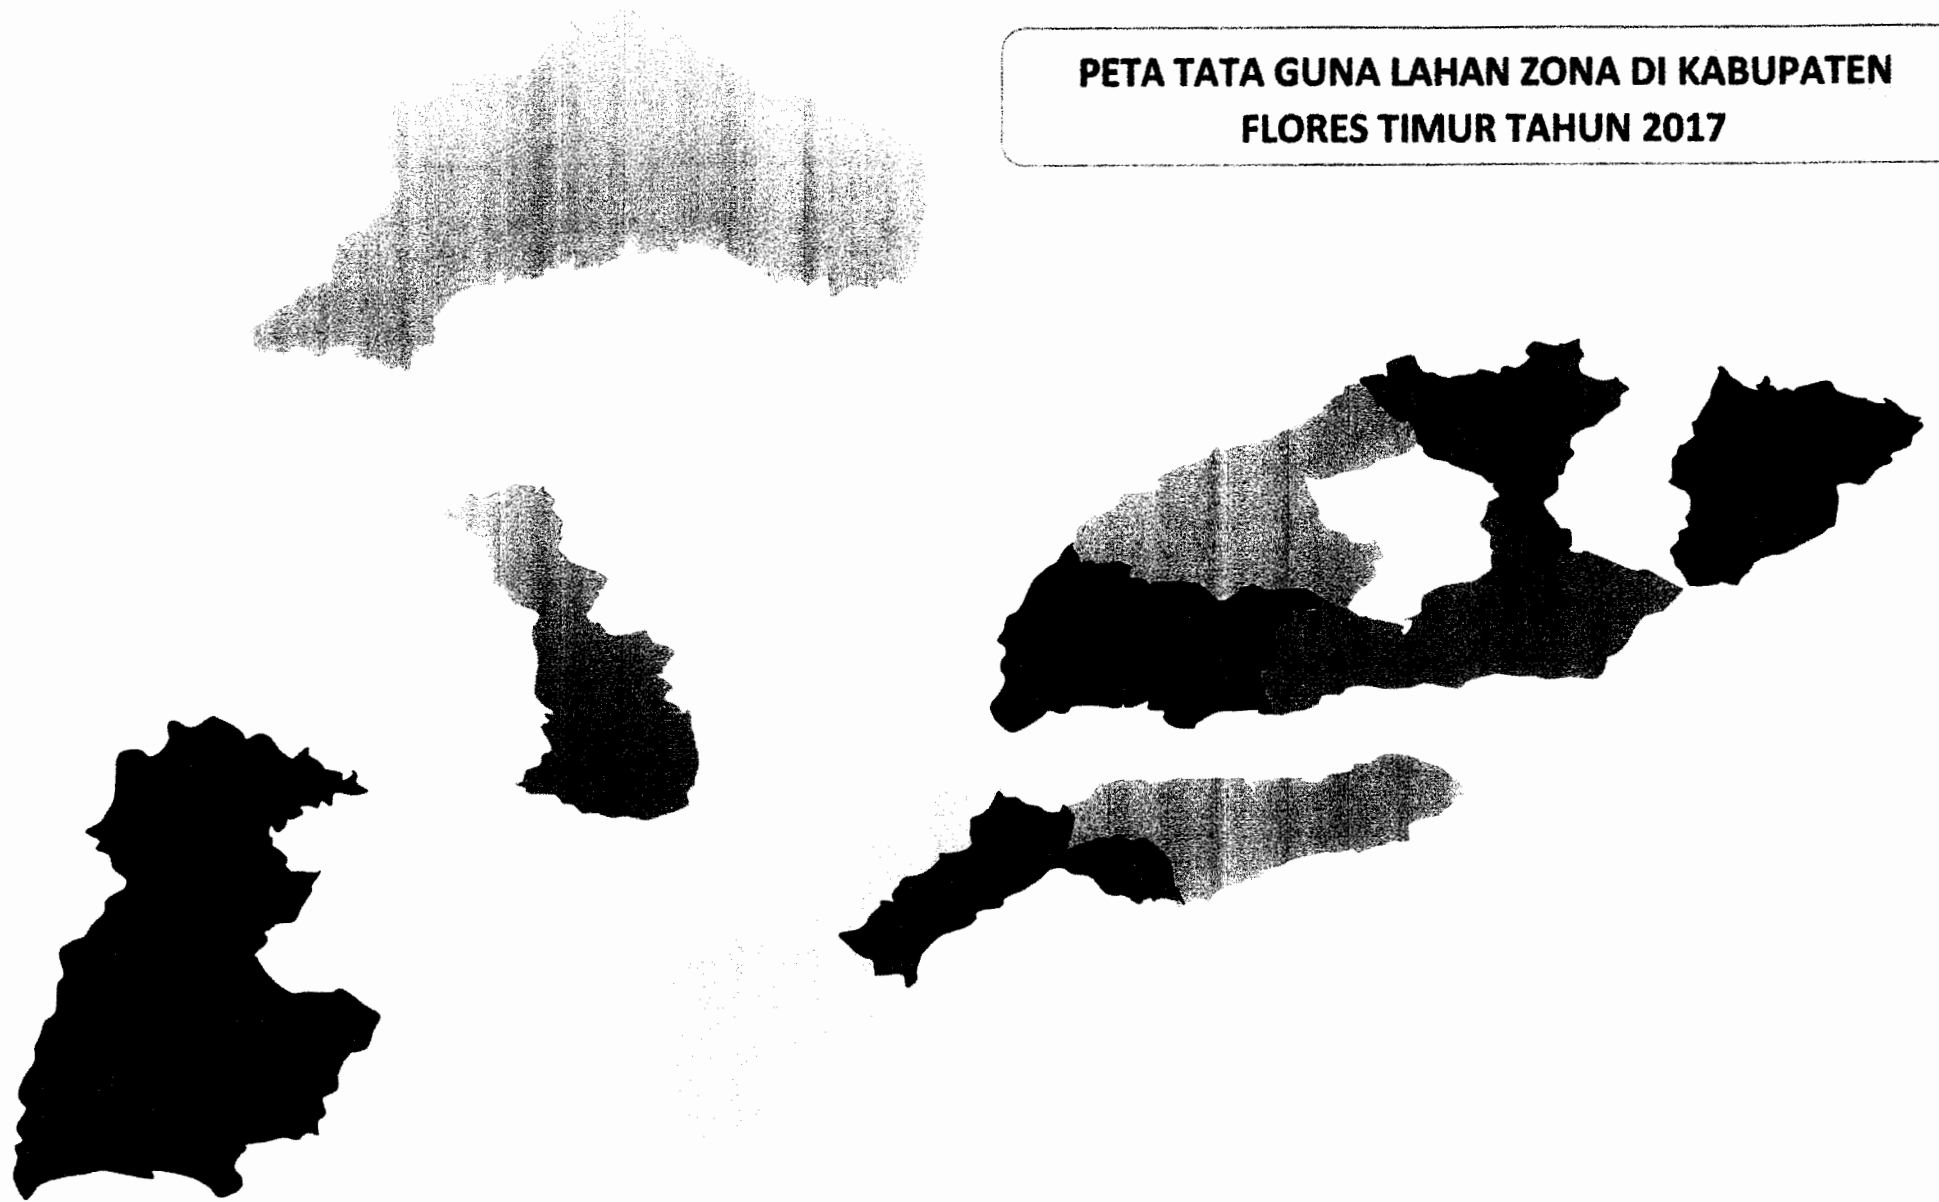 PETA TATA GUNA LAHAN ZONA DI KABUPATEN
FLORES TIMUR TAHUN 2017